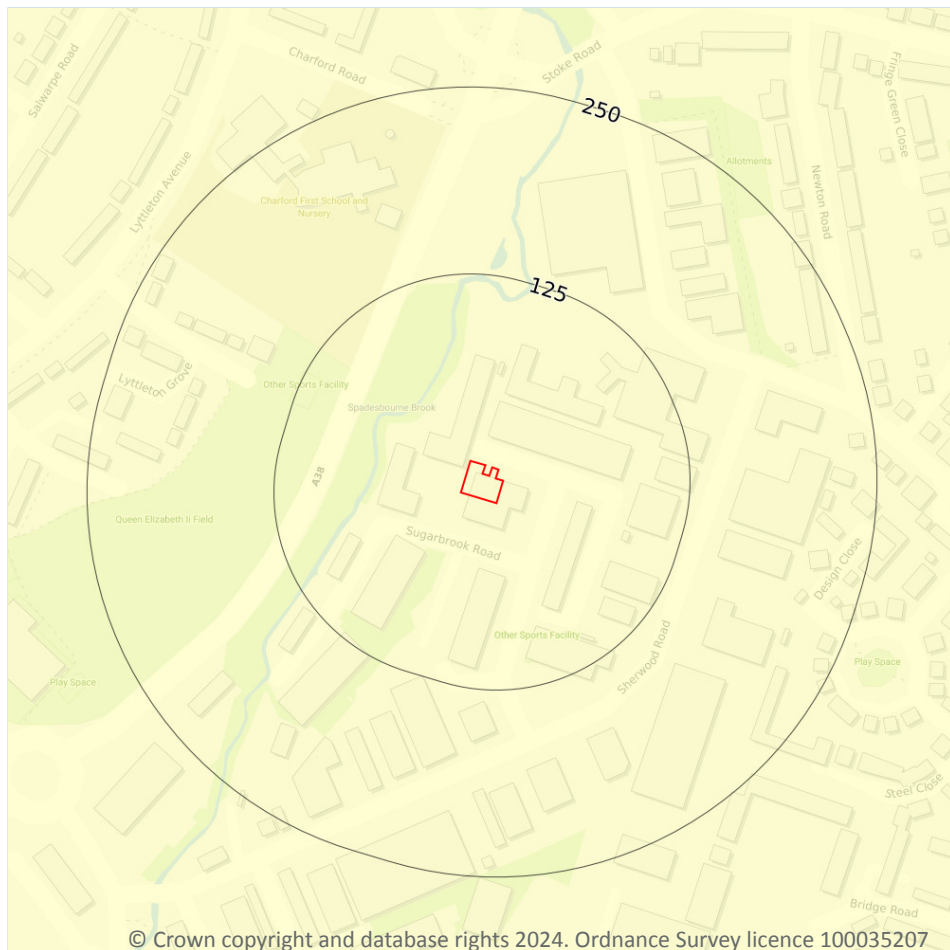 Salwarpe Road
Charford Road
Stoke Road
Fringe Green Close
250
Allotments
Lyttleton Avenue
Newton Road
Charford First School and
Nursery
125
Lyttleton Grove
Other Sports Facility
Spadesbourne Brook
A38
Queen Elizabeth II Field
Sugarbrook Road
Design Close
Other Sports Facility
Sherwood Road
Play Space
Play Space
Steel Close
Bridge Road
© Crown copyright and database rights 2024. Ordnance Survey licence 100035207